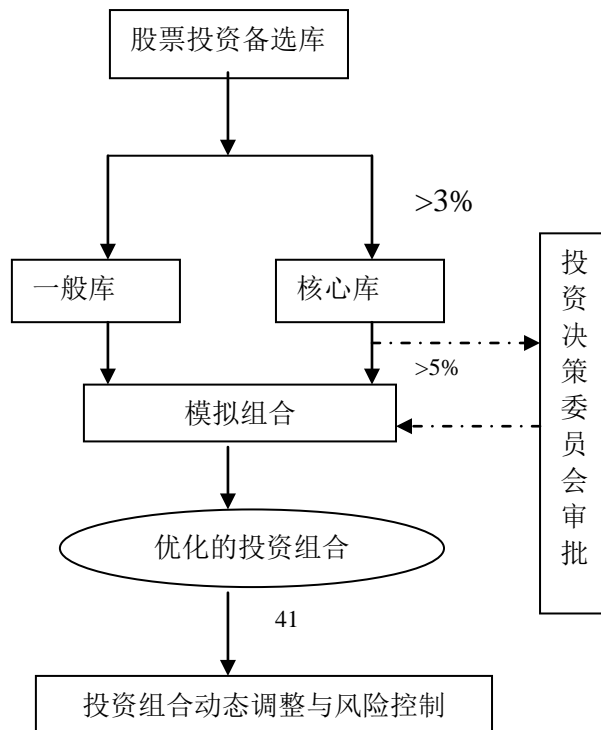 股票投资备选库
>3%
一般库
核心库
投资决策委员会审批
>5%
模拟组合
优化的投资组合
41
投资组合动态调整与风险控制